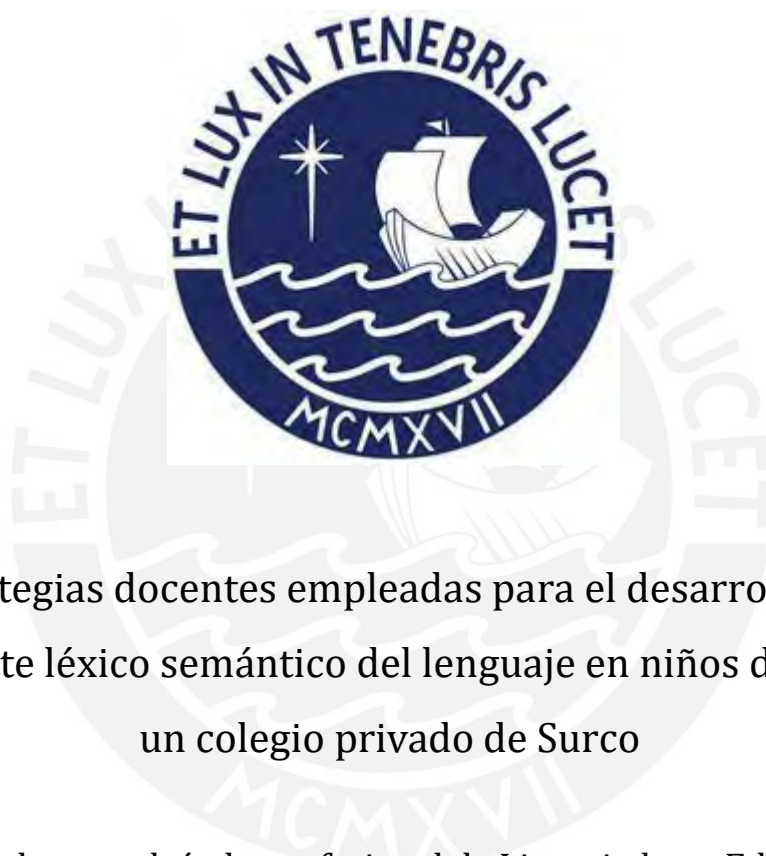 ET LUX IN TENEBRIS LUCET
MCMXVII
tegias docentes empleadas para el desarro
te léxico semántico del lenguaje en niños d
un colegio privado de Surco